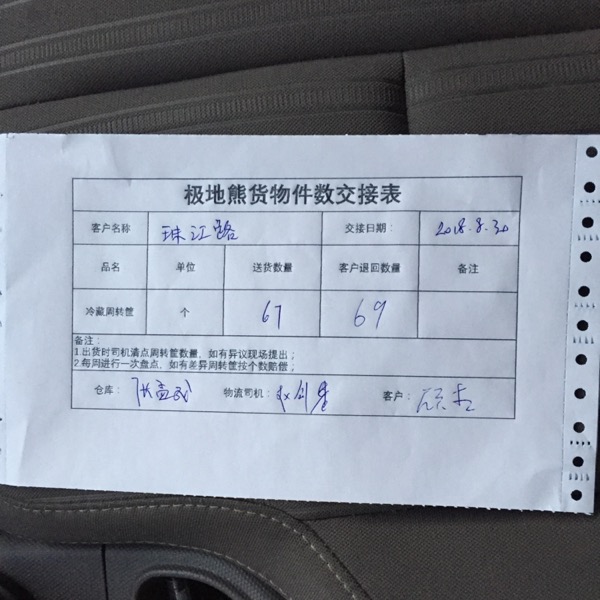 极地熊货物件数交接表
客户名称 珠江路 交接日期： 2018.8.30
品名 单位 送货数量 客户退回数量 备注
冷藏周转筐 个 67 69
备注：
1.出货时司机清点周转筐数量，如有异议现场提出；
2.每周进行一次盘点，如有差异周转筐按个数赔偿；
仓库： 物流司机： 客户：